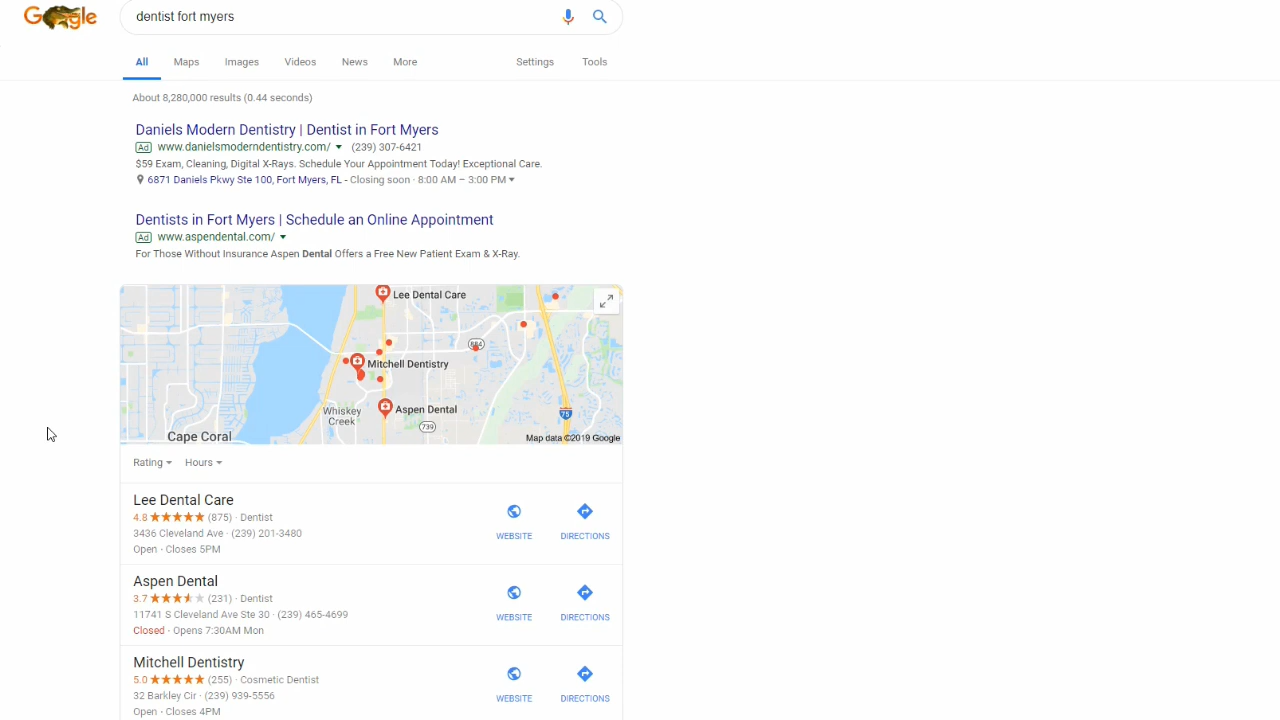 Google
dentist fort myers
All Maps Images Videos News More Settings Tools
About 8,280,000 results (0.44 seconds)
Daniels Modern Dentistry | Dentist in Fort Myers
Ad www.danielsmoderndentistry.com/ (239) 307-6421
$59 Exam, Cleaning, Digital X-Rays. Schedule Your Appointment Today! Exceptional Care.
6871 Daniels Pkwy Ste 100, Fort Myers, FL - Closing soon · 8:00 AM – 3:00 PM
Dentists in Fort Myers | Schedule an Online Appointment
Ad www.aspendental.com/
For Those Without Insurance Aspen Dental Offers a Free New Patient Exam & X-Ray.
Lee Dental Care
884
Mitchell Dentistry
Aspen Dental
Whiskey
Creek
75
739
Cape Coral
Map data ©2019 Google
Rating Hours
Lee Dental Care
4.8 (875) · Dentist
3436 Cleveland Ave · (239) 201-3480
Open · Closes 5PM
WEBSITE DIRECTIONS
Aspen Dental
3.7 (231) · Dentist
11741 S Cleveland Ave Ste 30 · (239) 465-4699
Closed · Opens 7:30AM Mon
WEBSITE DIRECTIONS
Mitchell Dentistry
5.0 (255) · Cosmetic Dentist
32 Barkley Cir · (239) 939-5556
Open · Closes 4PM
WEBSITE DIRECTIONS